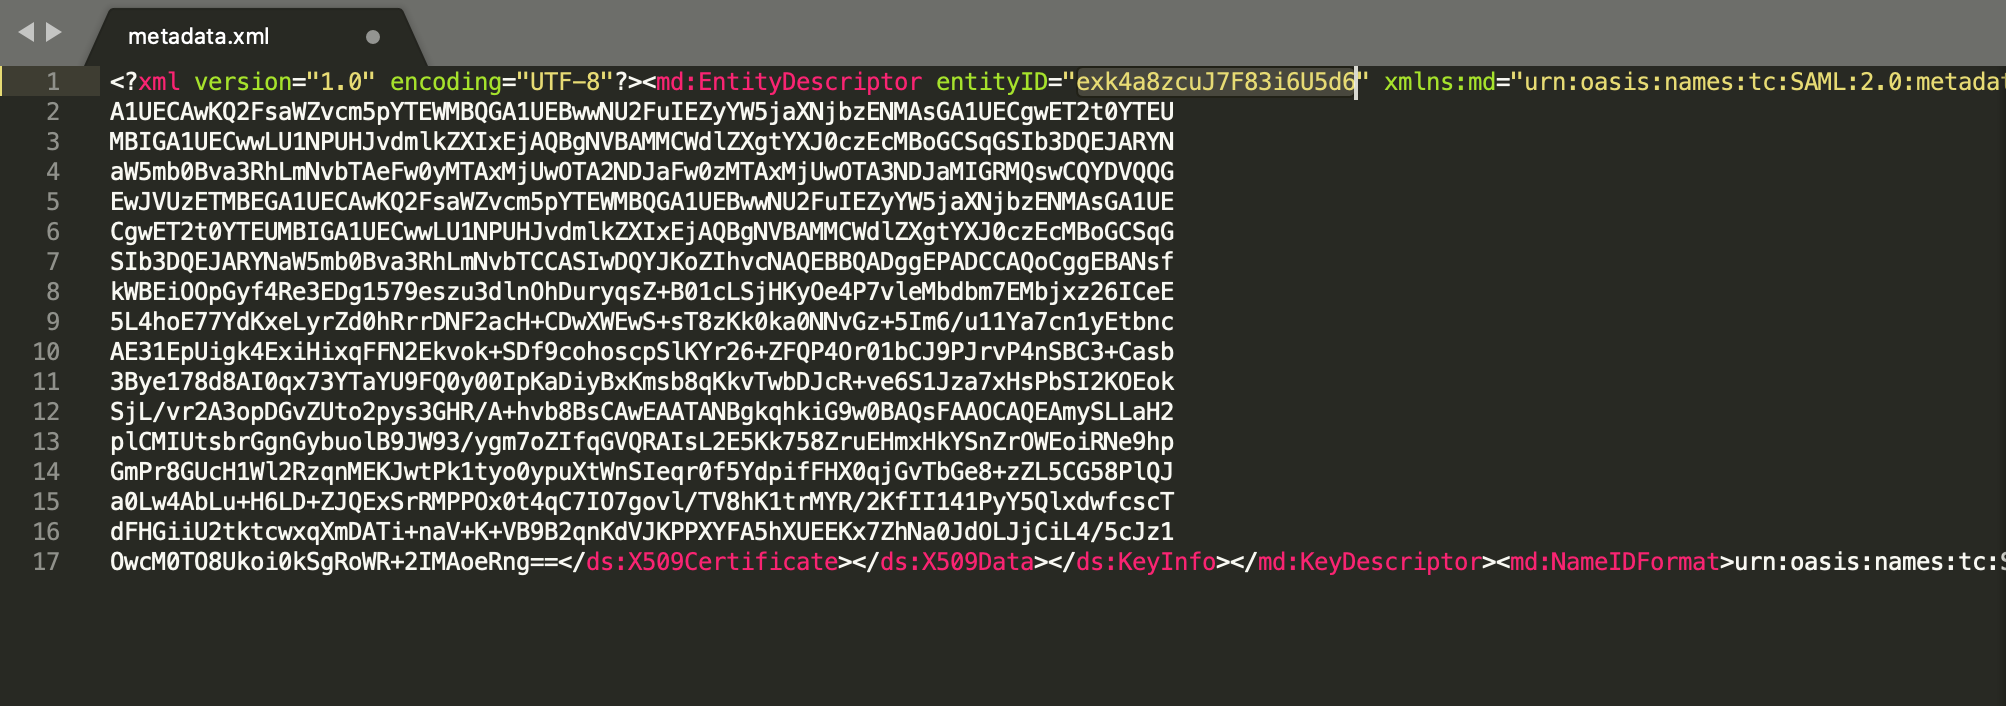 metadata.xml
1 <?xml version="1.0" encoding="UTF-8"?><md:EntityDescriptor entityID="exk4a8zcuJ7F83i6U5d6" xmlns:md="urn:oasis:names:tc:SAML:2.0:metadat
2 A1UECAwKQ2FsaWZvcm5pYTEWMBQGA1UEBwwNU2FuIEZyYW5jaXNjbzENMAsGA1UECgwET2t0YTEU
3 MBIGA1UECwwLU1NPUHJvdmlkZXIxEjAQBgNVBAMMCWdlZXgtYXJ0czEcMBoGCSqGSIb3DQEJARYN
4 aW5mb0Bva3RhLmNvbTAeFw0yMTAxMjUwOTA2NDJaFw0zMTAxMjUwOTA3NDJaMIGRMQswCQYDVQQG
5 EwJVUzETMBEGA1UECAwKQ2FsaWZvcm5pYTEWMBQGA1UEBwwNU2FuIEZyYW5jaXNjbzENMAsGA1UE
6 CgwET2t0YTEUMBIGA1UECwwLU1NPUHJvdmlkZXIxEjAQBgNVBAMMCWdlZXgtYXJ0czEcMBoGCSqG
7 SIb3DQEJARYNaW5mb0Bva3RhLmNvbTCCASIwDQYJKoZIhvcNAQEBBQADggEPADCCAQoCggEBANsf
8 kWBEiOOpGyf4Re3EDg1579eszu3dlnOhDuryqsZ+B01cLSjHKyOe4P7vleMbdbm7EMbjxz26ICeE
9 5L4hoE77YdKxeLyrZd0hRrrDNF2acH+CDwXWEwS+sT8zKk0ka0NNvGz+5Im6/u11Ya7cn1yEtbnc
10 AE31EpUigk4ExiHixqFFN2Ekvok+SDf9cohoscpSlKYr26+ZFQP4Or01bCJ9PJrvP4nSBC3+Casb
11 3Bye178d8AI0qx73YTaYU9FQ0y00IpKaDiyBxKmsb8qKkvTwbDJcR+ve6S1Jza7xHsPbSI2KOEok
12 SjL/vr2A3opDGvZUto2pys3GHR/A+hvb8BsCAwEAATANBgkqhkiG9w0BAQsFAAOCAQEAmySLLaH2
13 plCMIUtsbrGgnGybuolB9JW93/ygm7oZIfqGVQRAIsL2E5Kk758ZruEHmxHkYSnZrOWEoiRNe9hp
14 GmPr8GUcH1Wl2RzqnMEKJwtPk1tyo0ypuXtWnSIeqr0f5YdpifFHX0qjGvTbGe8+zZL5CG58PlQJ
15 a0Lw4AbLu+H6LD+ZJQExSrRMPPOx0t4qC7IO7govl/TV8hK1trMYR/2KfII141PyY5QlxdwfcscT
16 dFHGiiU2tktcwxqXmDATi+naV+K+VB9B2qnKdVJKPPXYFA5hXUEEKx7ZhNa0JdOLJjCiL4/5cJz1
17 OwcM0TO8Ukoi0kSgRoWR+2IMAoeRng==</ds:X509Certificate></ds:X509Data></ds:KeyInfo></md:KeyDescriptor><md:NameIDFormat>urn:oasis:names:tc:S